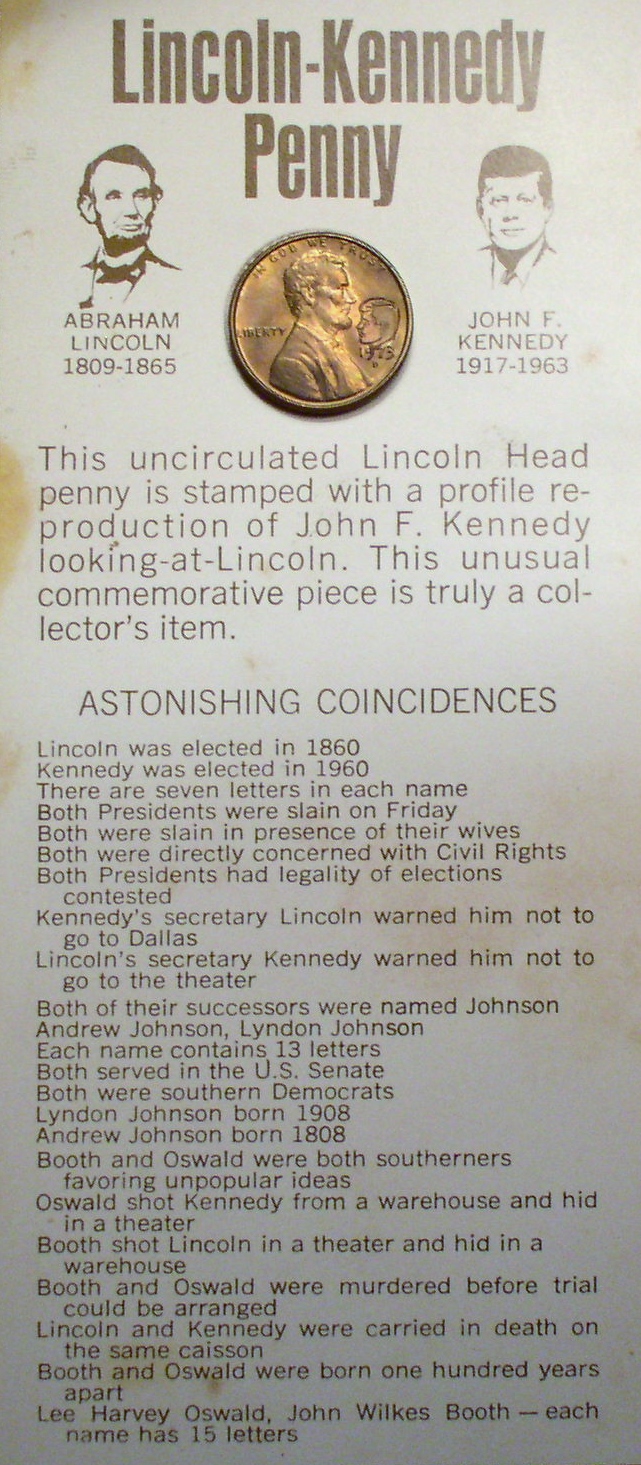 Lincoln-Kennedy
Penny
ABRAHAM
LINCOLN
1809-1865
IN GOD WE TRUST
LIBERTY
1973
D
JOHN F.
KENNEDY
1917-1963
This uncirculated Lincoln Head
penny is stamped with a profile re-
production of John F. Kennedy
looking-at-Lincoln. This unusual
commemorative piece is truly a col-
lector's item.
ASTONISHING COINCIDENCES
Lincoln was elected in 1860
Kennedy was elected in 1960
There are seven letters in each name
Both Presidents were slain on Friday
Both were slain in presence of their wives
Both were directly concerned with Civil Rights
Both Presidents had legality of elections
contested
Kennedy's secretary Lincoln warned him not to
go to Dallas
Lincoln's secretary Kennedy warned him not to
go to the theater
Both of their successors were named Johnson
Andrew Johnson, Lyndon Johnson
Each name contains 13 letters
Both served in the U.S. Senate
Both were southern Democrats
Lyndon Johnson born 1908
Andrew Johnson born 1808
Booth and Oswald were both southerners
favoring unpopular ideas
Oswald shot Kennedy from a warehouse and hid
in a theater
Booth shot Lincoln in a theater and hid in a
warehouse
Booth and Oswald were murdered before trial
could be arranged
Lincoln and Kennedy were carried in death on
the same caisson
Booth and Oswald were born one hundred years
apart
Lee Harvey Oswald, John Wilkes Booth — each
name has 15 letters